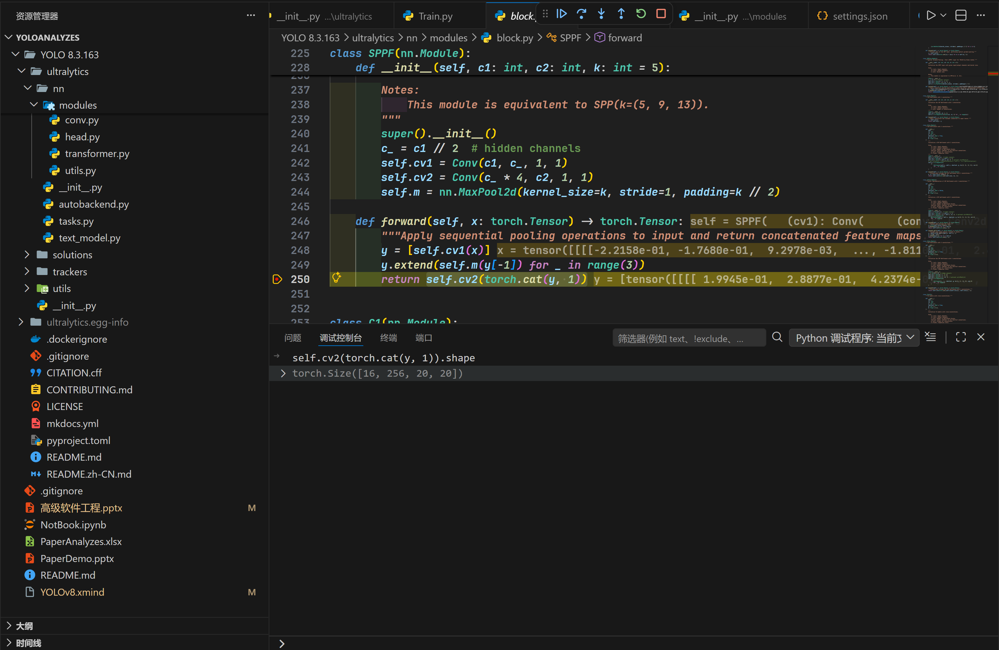 资源管理器
YOLOANALYZES
YOLO 8.3.163
ultralytics
nn
modules
conv.py
head.py
transformer.py
utils.py
__init__.py
autobackend.py
tasks.py
text_model.py
solutions
trackers
utils
__init__.py
ultralytics.egg-info
.dockerignore
.gitignore
CITATION.cff
CONTRIBUTING.md
LICENSE
mkdocs.yml
pyproject.toml
README.md
README.zh-CN.md
.gitignore
高级软件工程.pptx M
NotBook.ipynb
PaperAnalyzes.xlsx
PaperDemo.pptx
README.md
YOLOv8.xmind M
大纲
时间线
__init__.py ...\ultralytics Train.py block. __init__.py ...\modules settings.json
YOLO 8.3.163 > ultralytics > nn > modules > block.py > SPPF > forward
225 class SPPF(nn.Module):
228 def __init__(self, c1: int, c2: int, k: int = 5):
237 Notes:
238 This module is equivalent to SPP(k=(5, 9, 13)).
239 """
240 super().__init__()
241 c_ = c1 // 2 # hidden channels
242 self.cv1 = Conv(c1, c_, 1, 1)
243 self.cv2 = Conv(c_ * 4, c2, 1, 1)
244 self.m = nn.MaxPool2d(kernel_size=k, stride=1, padding=k // 2)
245
246 def forward(self, x: torch.Tensor) -> torch.Tensor: self = SPPF( (cv1): Conv( (con
247 """Apply sequential pooling operations to input and return concatenated feature maps
248 y = [self.cv1(x)] x = tensor([[[[-2.2158e-01, -1.7680e-01, 9.2978e-03, ..., -1.811
249 y.extend(self.m(y[-1]) for _ in range(3))
250 return self.cv2(torch.cat(y, 1)) y = [tensor([[[[ 1.9945e-01, 2.8877e-01, 4.2374e-
251
252
253 class C1(nn.Module):
问题 调试控制台 终端 端口 筛选器(例如 text、!exclude、... Python 调试程序: 当前文
self.cv2(torch.cat(y, 1)).shape
torch.Size([16, 256, 20, 20])